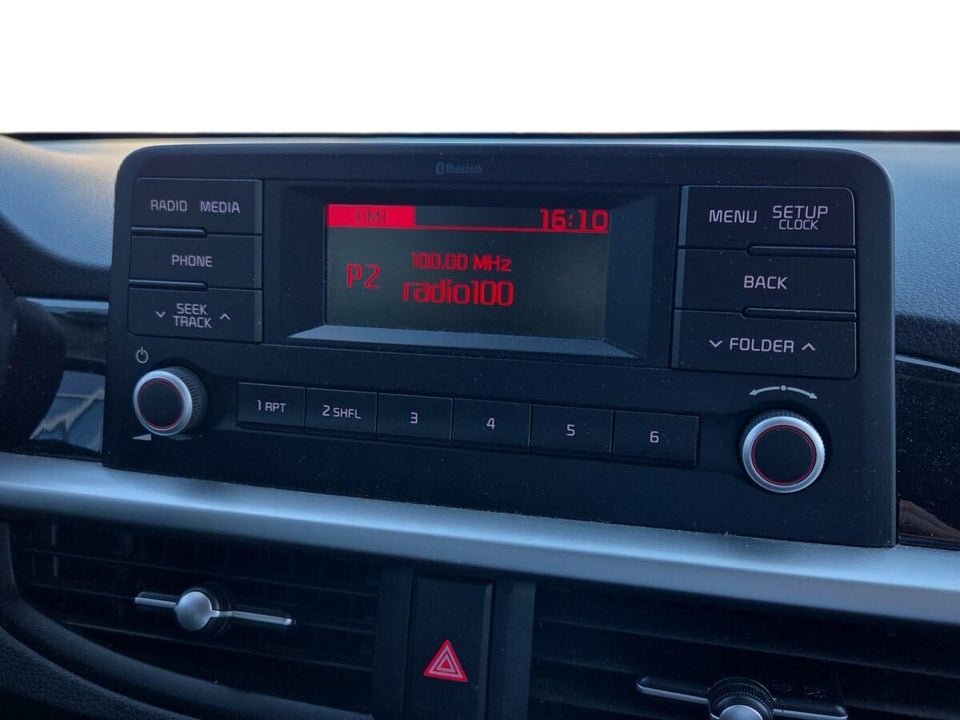 Bluetooth
RADIO MEDIA
PHONE
SEEK
TRACK
FM1 16:10
100.00 MHz
P2
radio100
MENU SETUP
CLOCK
BACK
FOLDER
1 RPT 2 SHFL 3 4 5 6